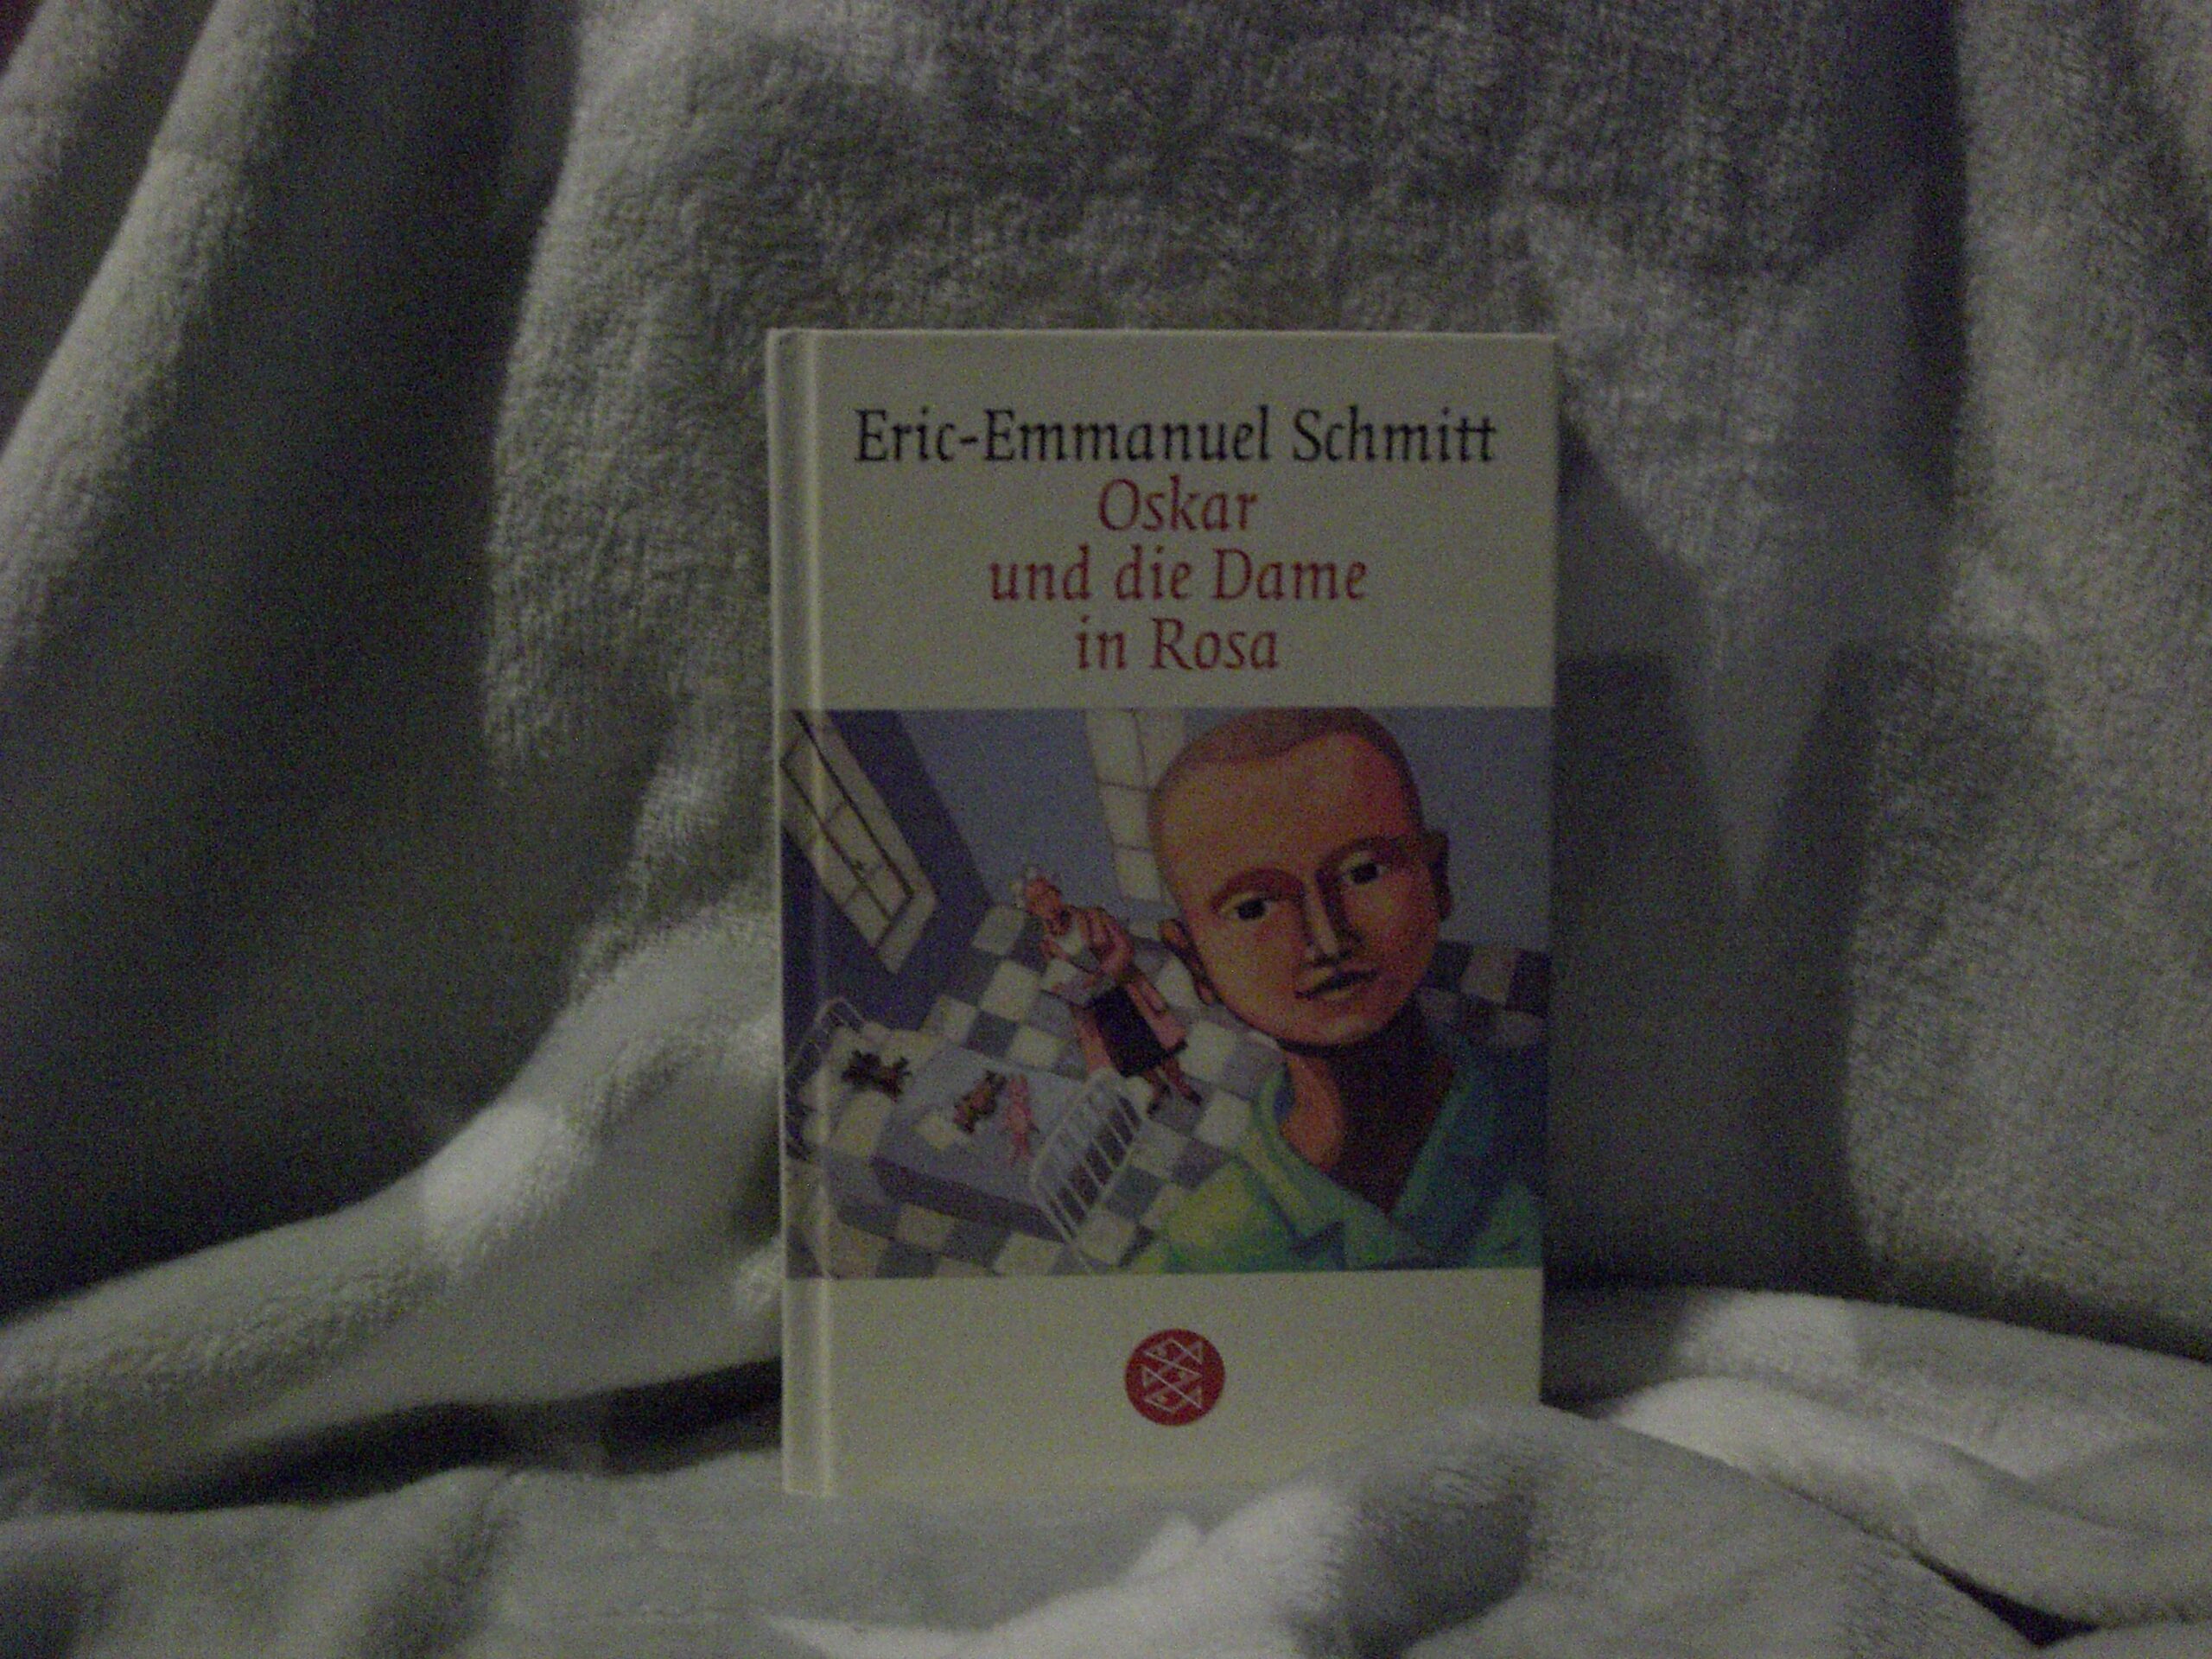 Eric-Emmanuel Schmitt
Oskar
und die Dame
in Rosa